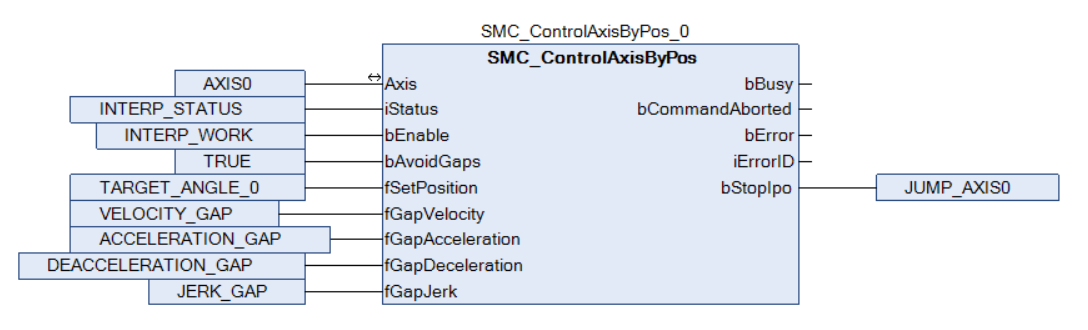 SMC_ControlAxisByPos_0
SMC_ControlAxisByPos
AXIS0 Axis bBusy
INTERP_STATUS iStatus bCommandAborted
INTERP_WORK bEnable bError
TRUE bAvoidGaps iErrorID
TARGET_ANGLE_0 fSetPosition bStopIpo JUMP_AXIS0
VELOCITY_GAP fGapVelocity
ACCELERATION_GAP fGapAcceleration
DEACCELERATION_GAP fGapDeceleration
JERK_GAP fGapJerk